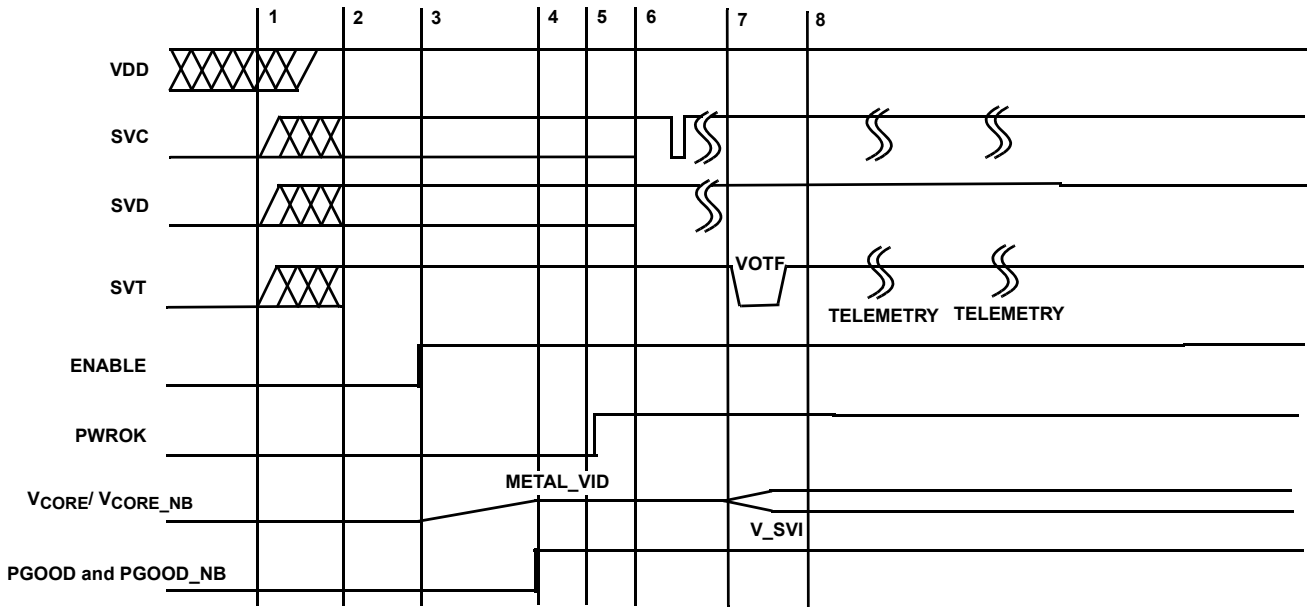 1 2 3 4 5 6 7 8
VDD
SVC
SVD
SVT
VOTF
TELEMETRY TELEMETRY
ENABLE
PWROK
METAL_VID
VCORE/ VCORE_NB
V_SVI
PGOOD and PGOOD_NB